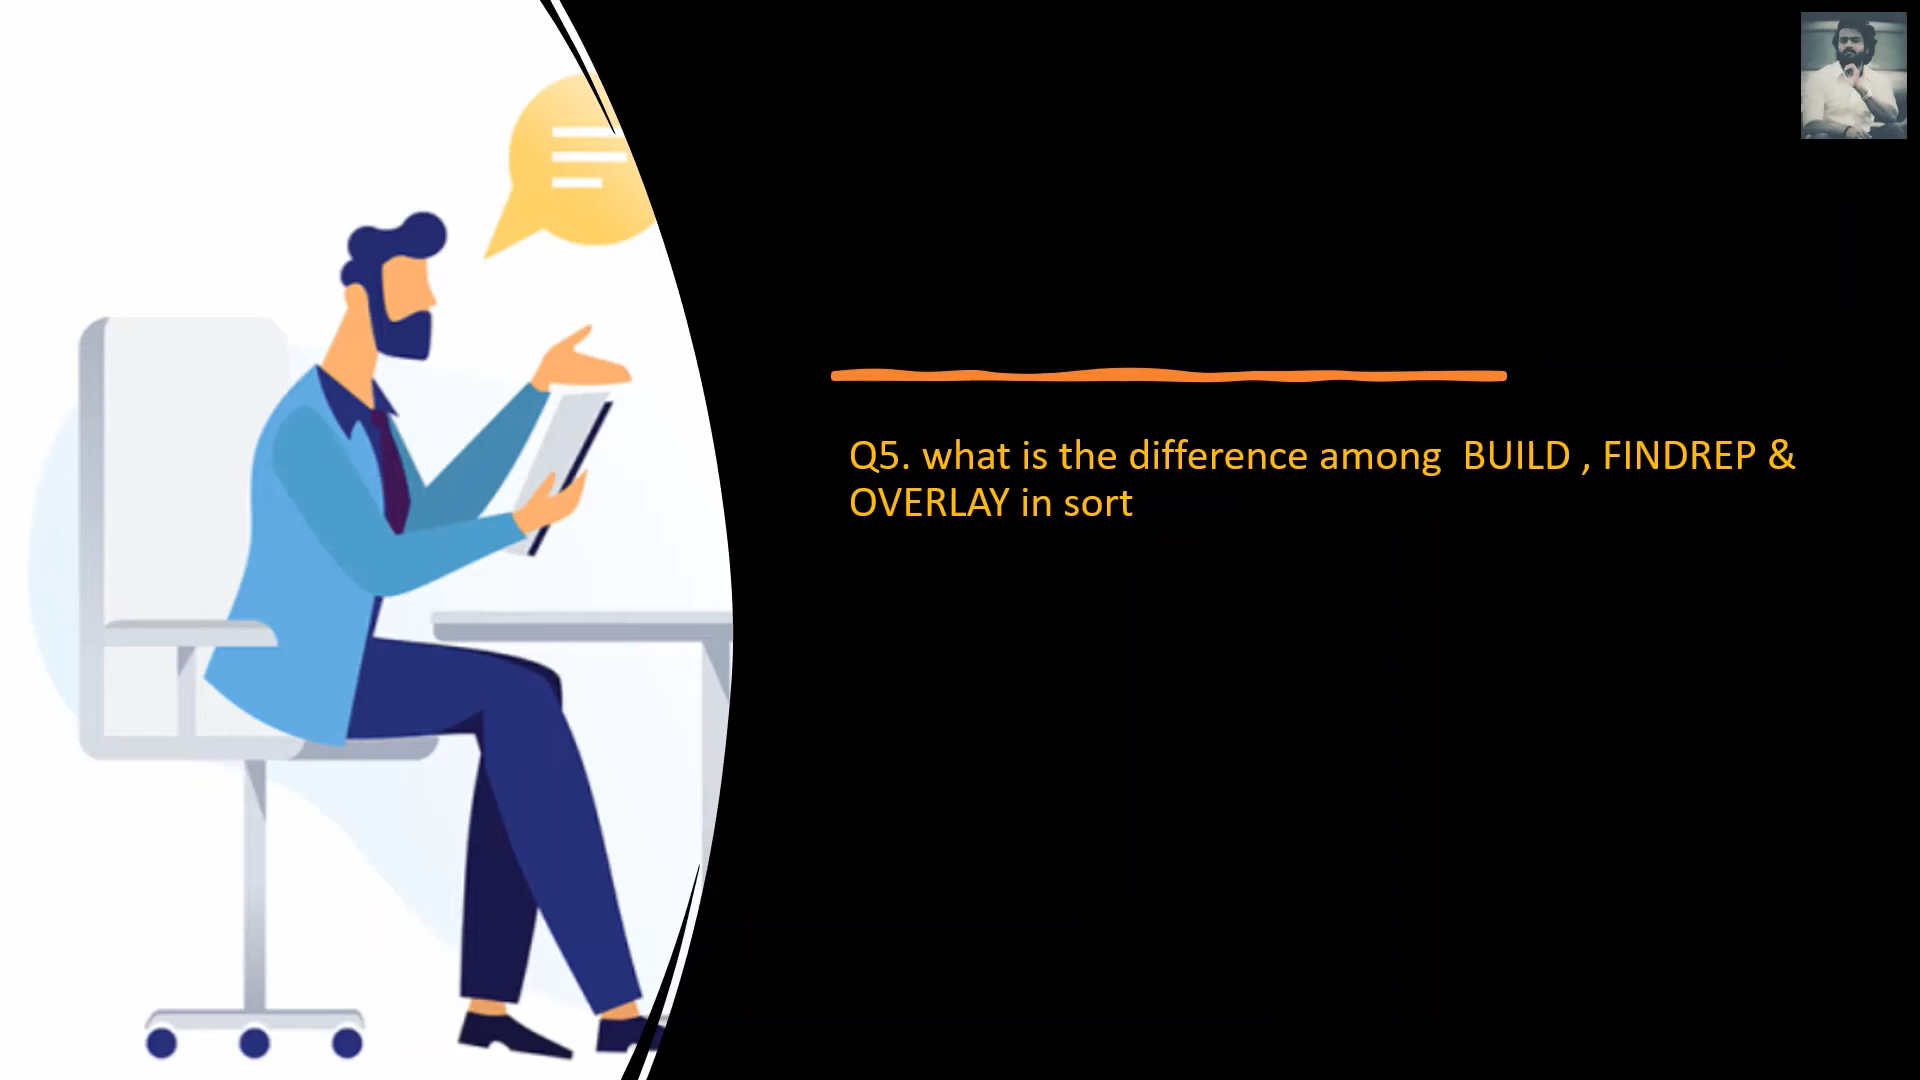 Q5. what is the difference among  BUILD , FINDREP &
OVERLAY in sort